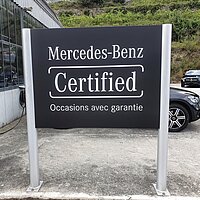 Mercedes-Benz
Certified
Occasions avec garantie